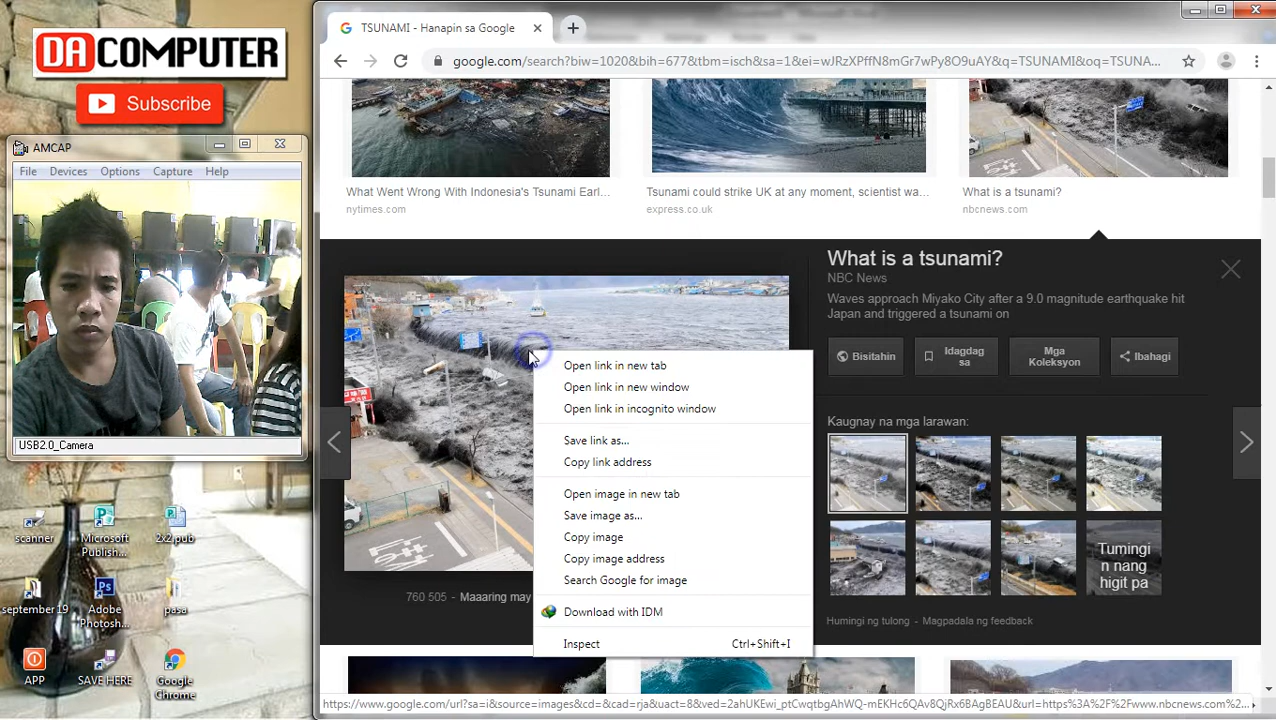 DACOMPUTER
Subscribe
AMCAP
File Devices Options Capture Help
USB2.0_Camera
scanner
Microsoft Publish...
2x2.pub
september 19
Adobe Photosh...
pasa
APP
SAVE HERE
Google Chrome
TSUNAMI - Hanapin sa Google
google.com/search?biw=1020&bih=677&tbm=isch&sa=1&ei=wJRzXPffN8mGr7wPy8O9uAY&q=TSUNAMI&oq=TSUNA...
What Went Wrong With Indonesia's Tsunami Earl...
nytimes.com
Tsunami could strike UK at any moment, scientist wa...
express.co.uk
What is a tsunami?
nbcnews.com
What is a tsunami?
NBC News
Waves approach Miyako City after a 9.0 magnitude earthquake hit
Japan and triggered a tsunami on
Bisitahin
Idagdag sa
Mga Koleksyon
Ibahagi
Kaugnay na mga larawan:
Tumingi
n nang
higit pa
Humingi ng tulong - Magpadala ng feedback
760 505 - Maaaring may
Open link in new tab
Open link in new window
Open link in incognito window
Save link as...
Copy link address
Open image in new tab
Save image as...
Copy image
Copy image address
Search Google for image
Download with IDM
Inspect Ctrl+Shift+I